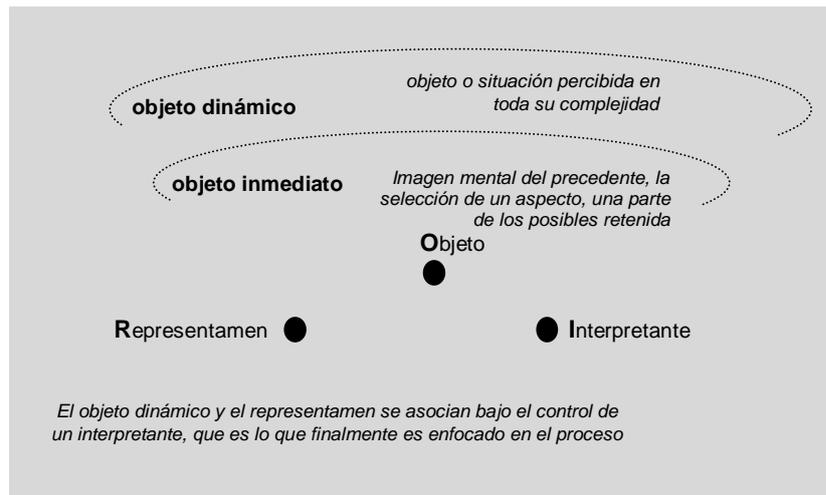 objeto o situación percibida en
toda su complejidad
objeto dinámico
objeto inmediato
Imagen mental del precedente, la
selección de un aspecto, una parte
de los posibles retenida
Objeto
Representamen
Interpretante
El objeto dinámico y el representamen se asocian bajo el control de
un interpretante, que es lo que finalmente es enfocado en el proceso